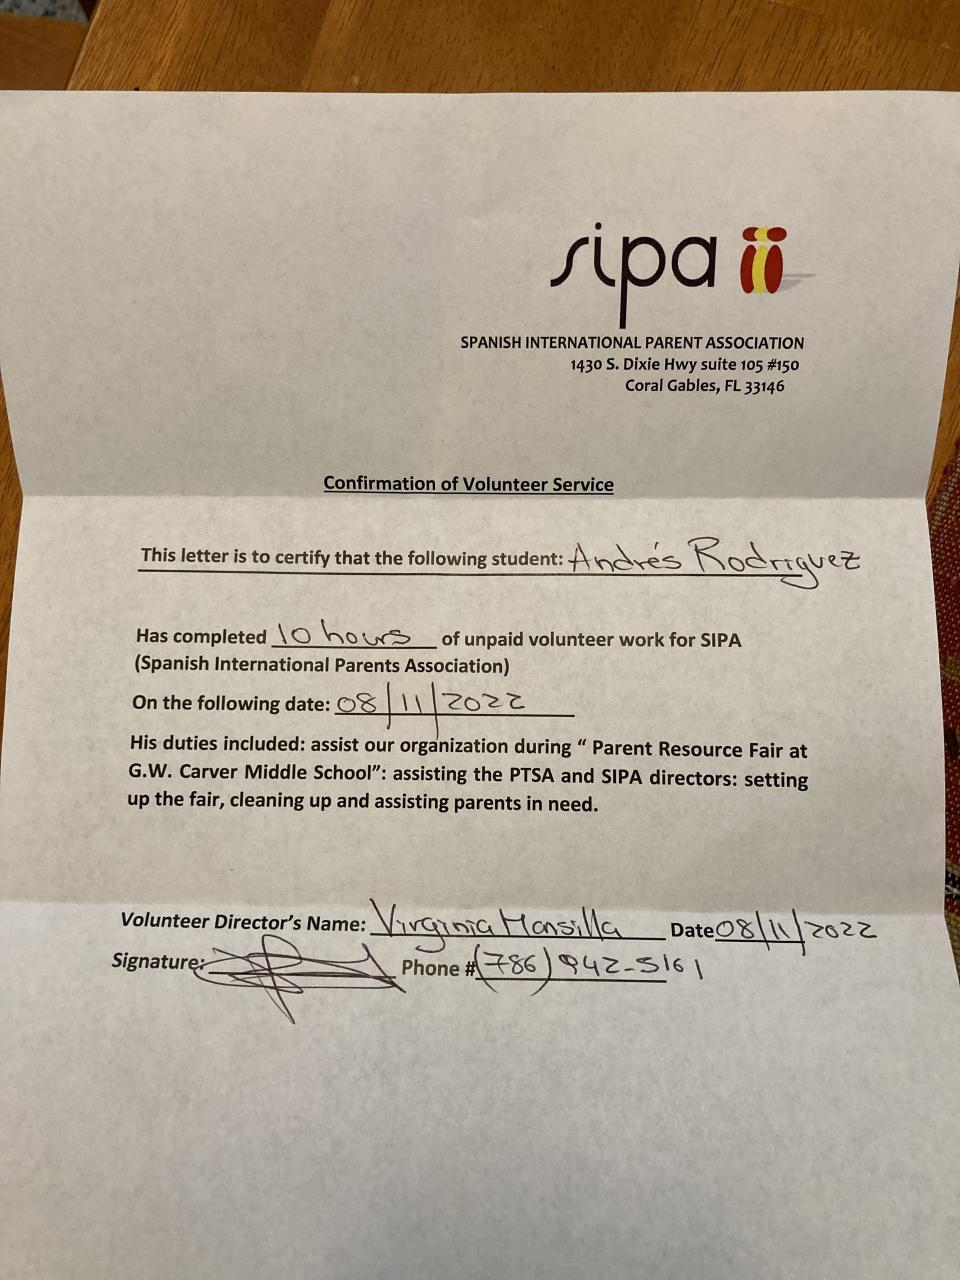 sipa
SPANISH INTERNATIONAL PARENT ASSOCIATION
1430 S. Dixie Hwy suite 105 #150
Coral Gables, FL 33146
Confirmation of Volunteer Service
This letter is to certify that the following student: Andrés Rodriguez
Has completed 10 hours of unpaid volunteer work for SIPA
(Spanish International Parents Association)
On the following date: 08/11/2022
His duties included: assist our organization during “ Parent Resource Fair at
G.W. Carver Middle School”: assisting the PTSA and SIPA directors: setting
up the fair, cleaning up and assisting parents in need.
Volunteer Director’s Name: Virginia Mansilla Date 08/11/2022
Signature: Phone # (786) 942-5161